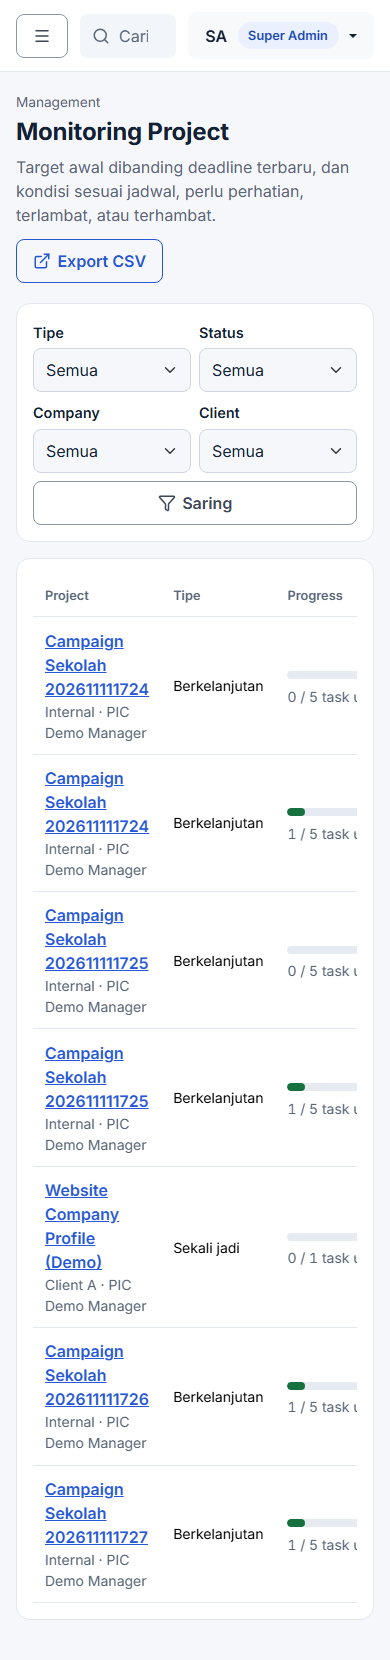 Cari
SA Super Admin
Management
Monitoring Project
Target awal dibanding deadline terbaru, dan
kondisi sesuai jadwal, perlu perhatian,
terlambat, atau terhambat.
Export CSV
Tipe Status
Semua Semua
Company Client
Semua Semua
Saring
Project Tipe Progress
Campaign
Sekolah
202611111724
Internal · PIC
Demo Manager
Berkelanjutan
0 / 5 task
Campaign
Sekolah
202611111724
Internal · PIC
Demo Manager
Berkelanjutan
1 / 5 task
Campaign
Sekolah
202611111725
Internal · PIC
Demo Manager
Berkelanjutan
0 / 5 task
Campaign
Sekolah
202611111725
Internal · PIC
Demo Manager
Berkelanjutan
1 / 5 task
Website
Company
Profile
(Demo)
Client A · PIC
Demo Manager
Sekali jadi
0 / 1 task
Campaign
Sekolah
202611111726
Internal · PIC
Demo Manager
Berkelanjutan
1 / 5 task
Campaign
Sekolah
202611111727
Internal · PIC
Demo Manager
Berkelanjutan
1 / 5 task